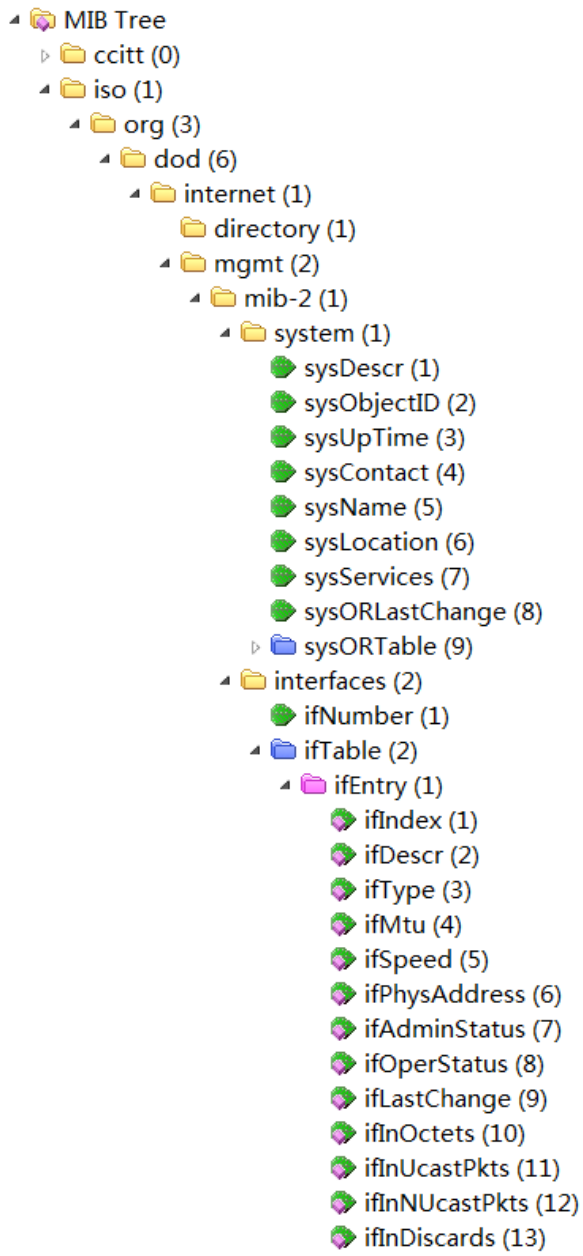 MIB Tree
ccitt (0)
iso (1)
org (3)
dod (6)
internet (1)
directory (1)
mgmt (2)
mib-2 (1)
system (1)
sysDescr (1)
sysObjectID (2)
sysUpTime (3)
sysContact (4)
sysName (5)
sysLocation (6)
sysServices (7)
sysORLastChange (8)
sysORTable (9)
interfaces (2)
ifNumber (1)
ifTable (2)
ifEntry (1)
ifIndex (1)
ifDescr (2)
ifType (3)
ifMtu (4)
ifSpeed (5)
ifPhysAddress (6)
ifAdminStatus (7)
ifOperStatus (8)
ifLastChange (9)
ifInOctets (10)
ifInUcastPkts (11)
ifInNUcastPkts (12)
ifInDiscards (13)